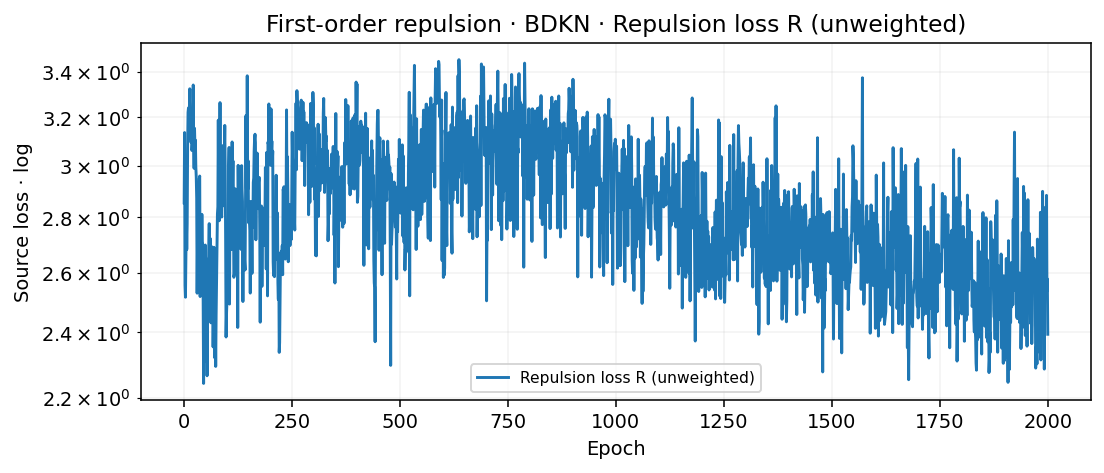 First-order repulsion · BDKN · Repulsion loss R (unweighted)
Source loss · log
3.4 × 10⁰
3.2 × 10⁰
3 × 10⁰
2.8 × 10⁰
2.6 × 10⁰
2.4 × 10⁰
2.2 × 10⁰
Repulsion loss R (unweighted)
0 250 500 750 1000 1250 1500 1750 2000
Epoch